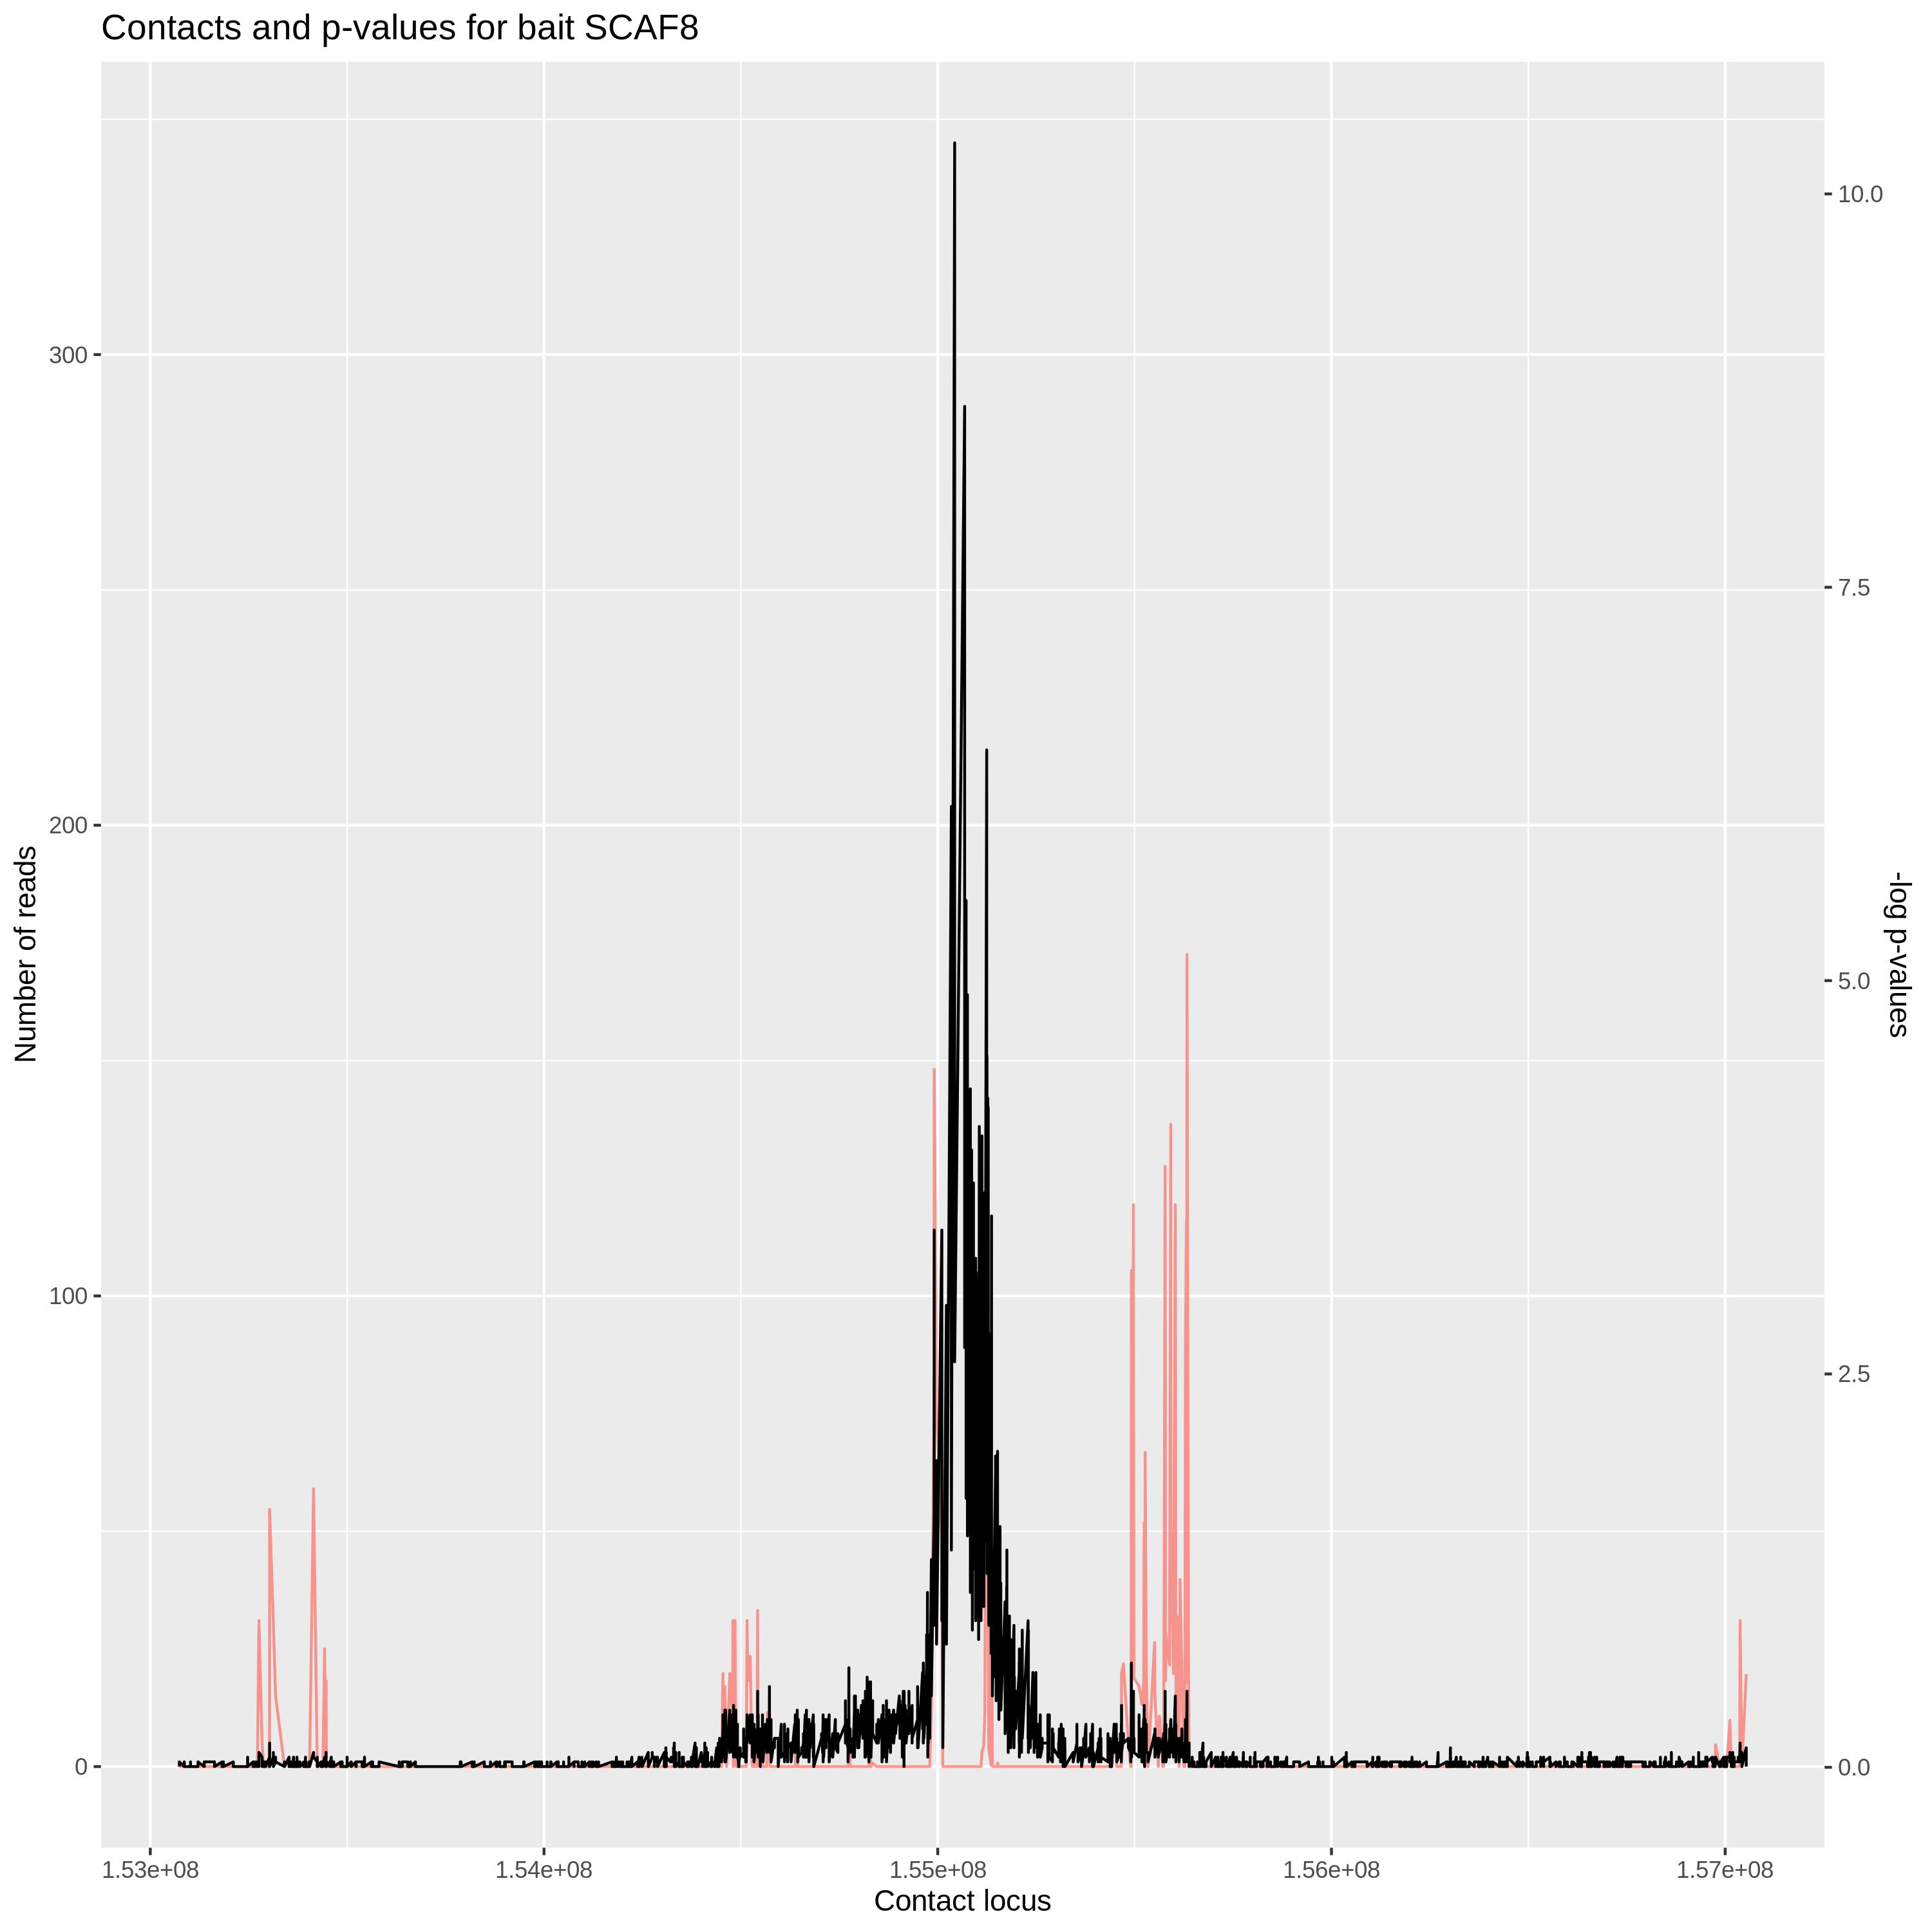 Contacts and p-values for bait SCAF8
300
200
100
0
Number of reads
10.0
7.5
5.0
2.5
0.0
-log p-values
1.53e+08
1.54e+08
1.55e+08
1.56e+08
1.57e+08
Contact locus